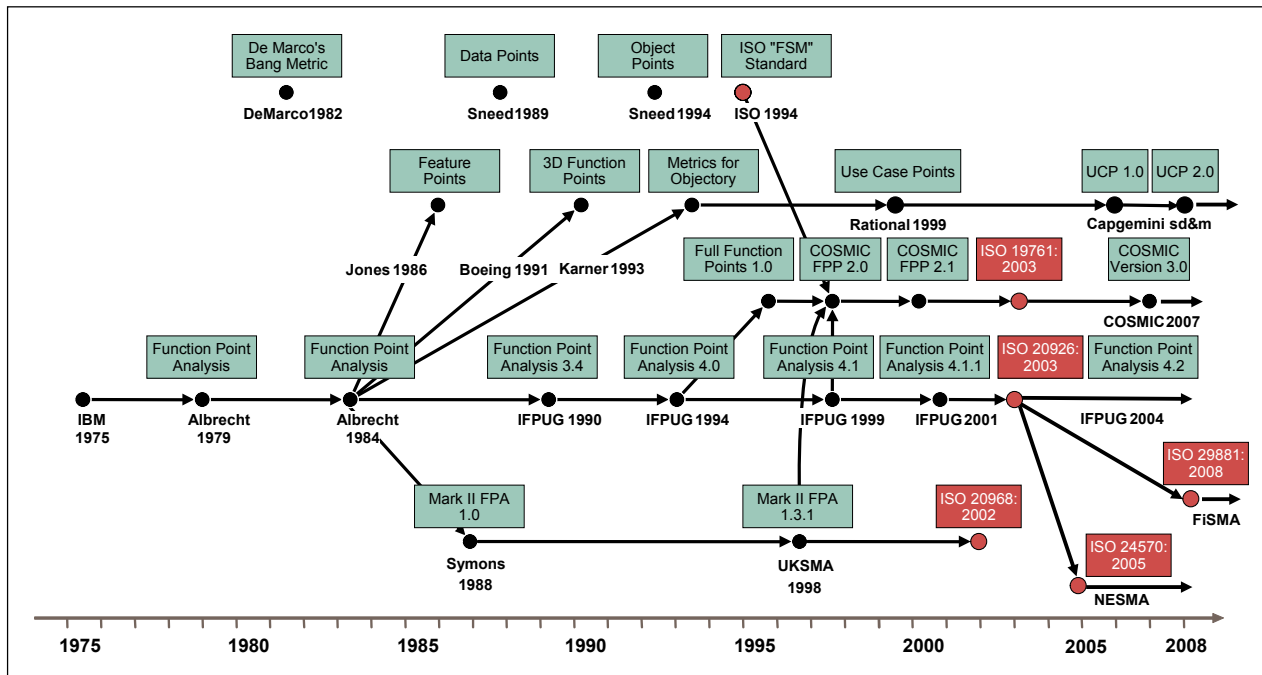 De Marco's
Bang Metric
Data Points
Object
Points
ISO "FSM"
Standard
DeMarco1982
Sneed1989
Sneed 1994
ISO 1994
Feature
Points
3D Function
Points
Metrics for
Objectory
Use Case Points
UCP 1.0
UCP 2.0
Rational 1999
Capgemini sd&m
Jones 1986
Boeing 1991
Karner 1993
Full Function
Points 1.0
COSMIC
FPP 2.0
COSMIC
FPP 2.1
ISO 19761:
2003
COSMIC
Version 3.0
COSMIC2007
Function Point
Analysis
Function Point
Analysis
Function Point
Analysis 3.4
Function Point
Analysis 4.0
Function Point
Analysis 4.1
Function Point
Analysis 4.1.1
ISO 20926:
2003
Function Point
Analysis 4.2
IBM
1975
Albrecht
1979
Albrecht
1984
IFPUG 1990
IFPUG 1994
IFPUG 1999
IFPUG2001
IFPUG 2004
Mark II FPA
1.0
Mark II FPA
1.3.1
ISO 20968:
2002
ISO 29881:
2008
FiSMA
Symons
1988
UKSMA
1998
ISO 24570:
2005
NESMA
1975
1980
1985
1990
1995
2000
2005
2008